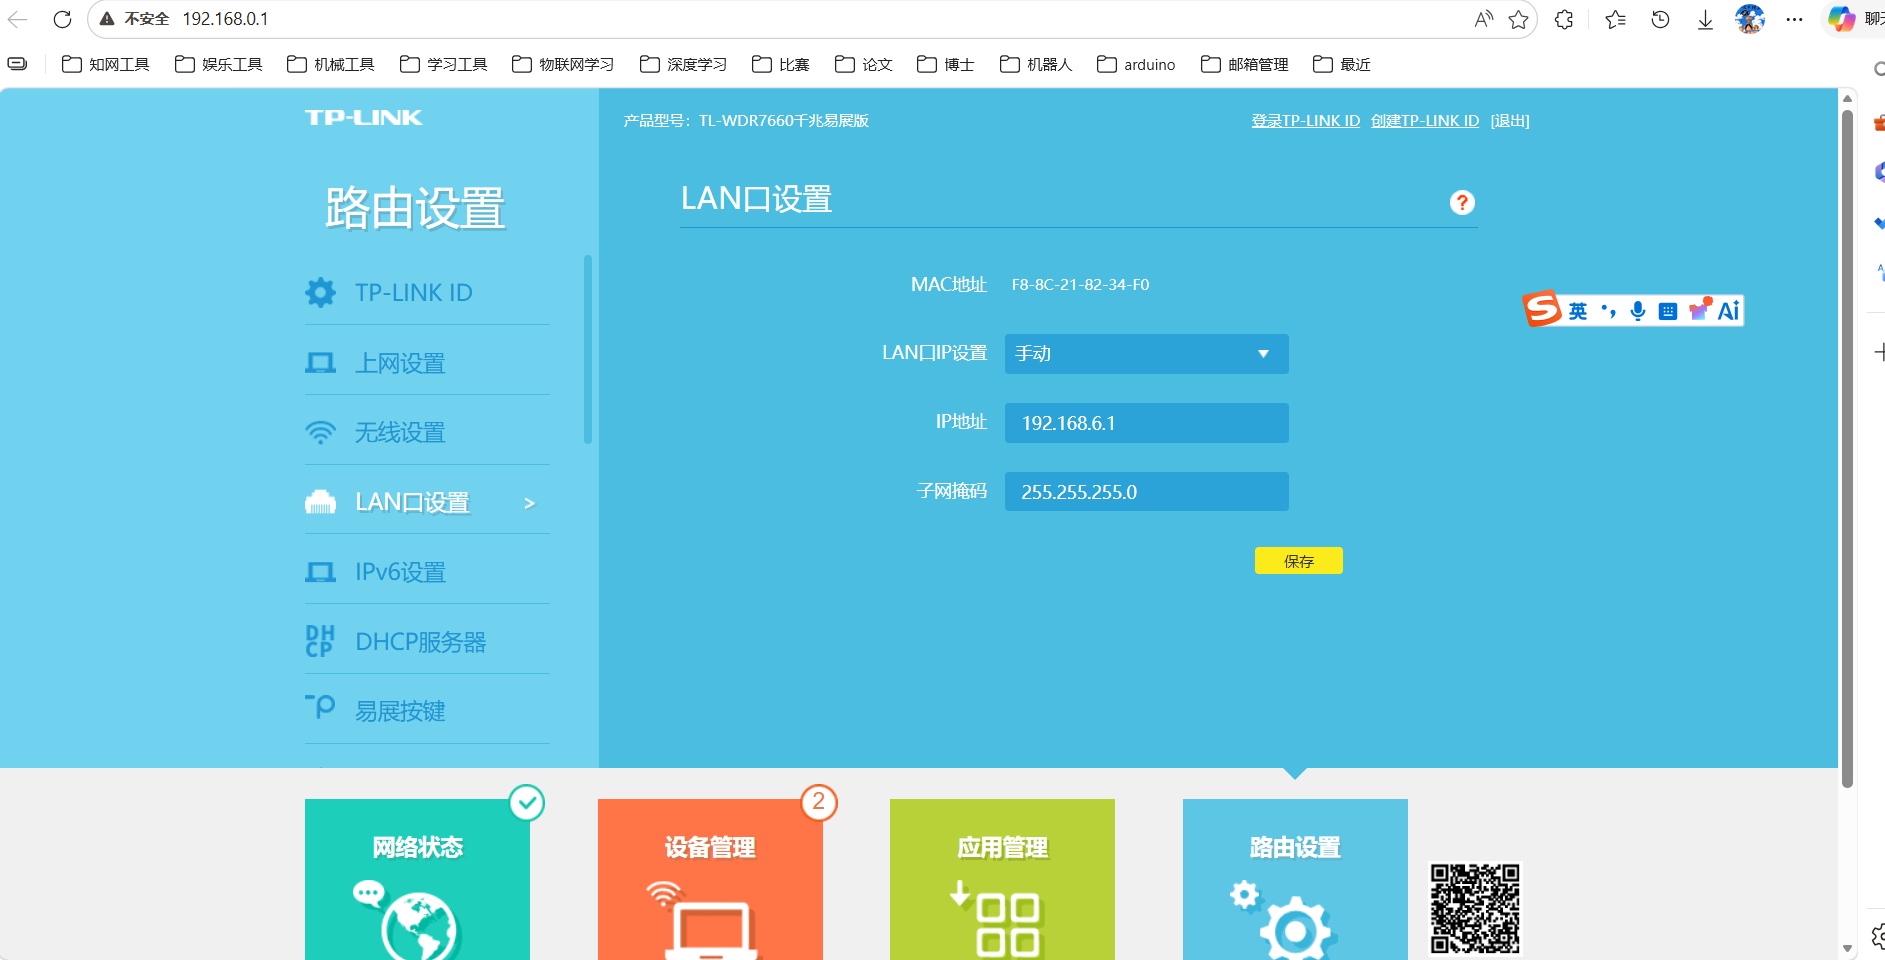 不安全 192.168.0.1
知网工具 娱乐工具 机械工具 学习工具 物联网学习 深度学习 比赛 论文 博士 机器人 arduino 邮箱管理 最近
TP-LINK
产品型号：TL-WDR7660千兆易展版
登录TP-LINK ID 创建TP-LINK ID [退出]
路由设置
TP-LINK ID
上网设置
无线设置
LAN口设置 >
IPv6设置
DHCP
DHCP服务器
易展按键
LAN口设置
?
MAC地址 F8-8C-21-82-34-F0
LAN口IP设置 手动
IP地址 192.168.6.1
子网掩码 255.255.255.0
保存
S 英 Ai
网络状态
设备管理 2
应用管理
路由设置